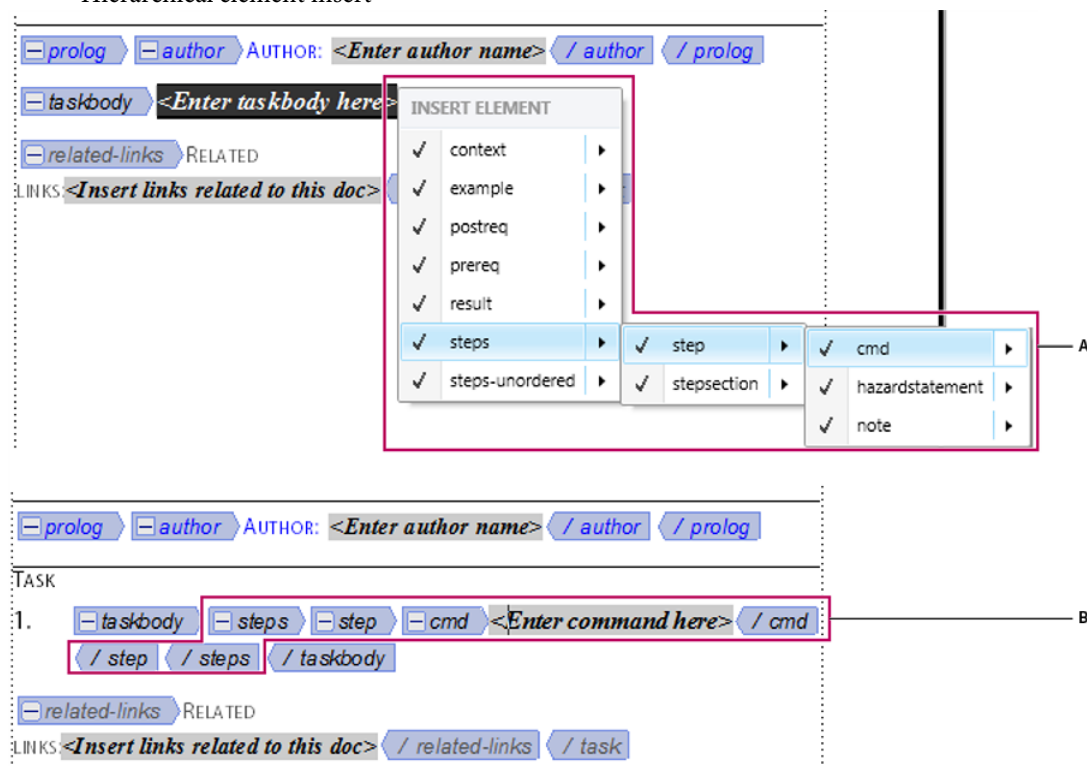 Hierarchical element insert
prolog author AUTHOR: <Enter author name> / author / prolog
taskbody <Enter taskbody here>
INSERT ELEMENT
context
example
postreq
prereq
result
steps
steps-unordered
step
stepsection
cmd
hazardstatement
note
A
related-links RELATED
LINKS:<Insert links related to this doc>
prolog author AUTHOR: <Enter author name> / author / prolog
TASK
1. taskbody steps step cmd <Enter command here> / cmd
B
/ step / steps / taskbody
related-links RELATED
LINKS:<Insert links related to this doc> / related-links / task